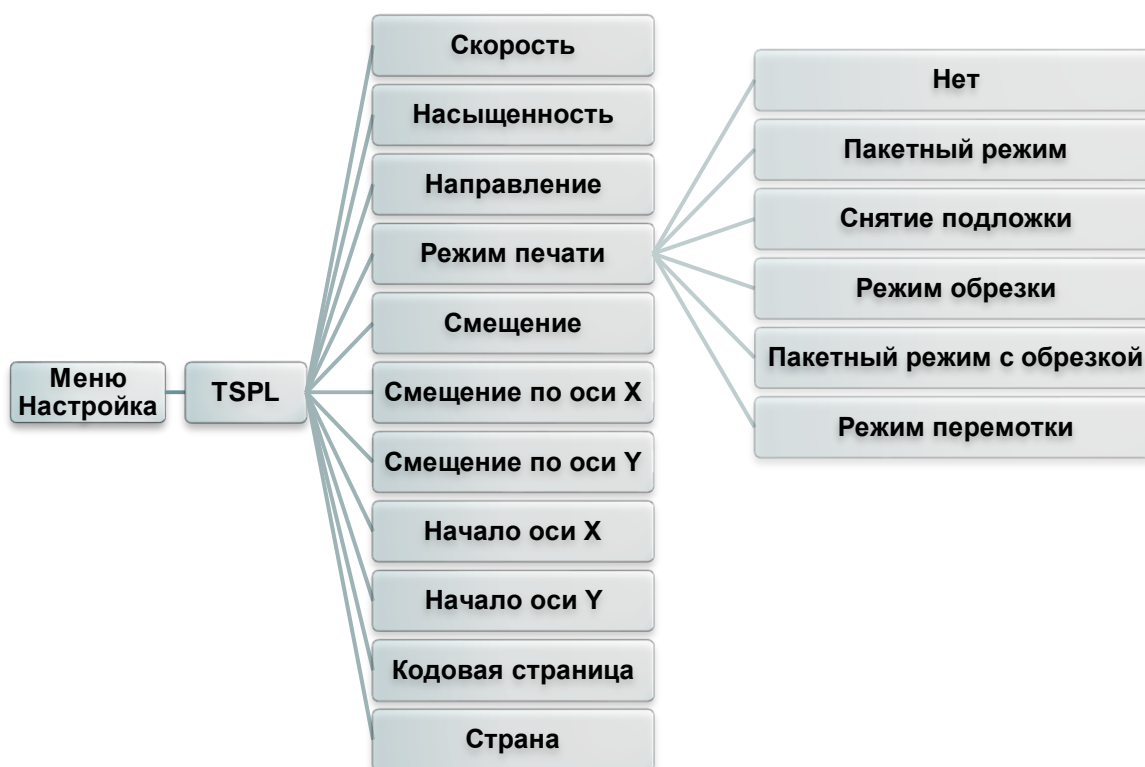 Меню
Настройка
TSPL
Скорость
Насыщенность
Направление
Режим печати
Смещение
Смещение по оси X
Смещение по оси Y
Начало оси X
Начало оси Y
Кодовая страница
Страна
Нет
Пакетный режим
Снятие подложки
Режим обрезки
Пакетный режим с обрезкой
Режим перемотки